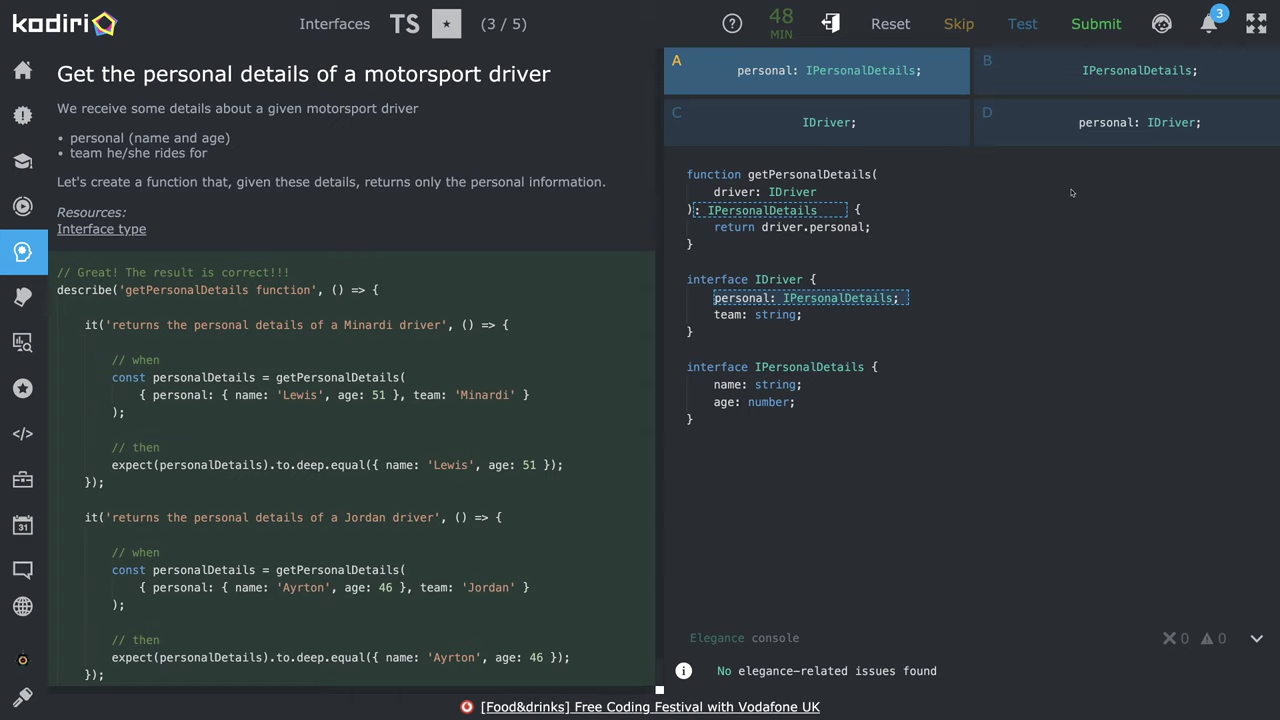 kodiri
Interfaces TS (3 / 5)
48
MIN
Reset Skip Test Submit 3
Get the personal details of a motorsport driver
We receive some details about a given motorsport driver
• personal (name and age)
• team he/she rides for
Let's create a function that, given these details, returns only the personal information.
Resources:
Interface type
// Great! The result is correct!!!
describe('getPersonalDetails function', () => {
it('returns the personal details of a Minardi driver', () => {
// when
const personalDetails = getPersonalDetails(
{ personal: { name: 'Lewis', age: 51 }, team: 'Minardi' }
);
// then
expect(personalDetails).to.deep.equal({ name: 'Lewis', age: 51 });
});
it('returns the personal details of a Jordan driver', () => {
// when
const personalDetails = getPersonalDetails(
{ personal: { name: 'Ayrton', age: 46 }, team: 'Jordan' }
);
// then
expect(personalDetails).to.deep.equal({ name: 'Ayrton', age: 46 });
});
A personal: IPersonalDetails;
B IPersonalDetails;
C IDriver;
D personal: IDriver;
function getPersonalDetails(
driver: IDriver
): IPersonalDetails {
return driver.personal;
}
interface IDriver {
personal: IPersonalDetails;
team: string;
}
interface IPersonalDetails {
name: string;
age: number;
}
Elegance console 0 0
No elegance-related issues found
31
[Food&drinks] Free Coding Festival with Vodafone UK